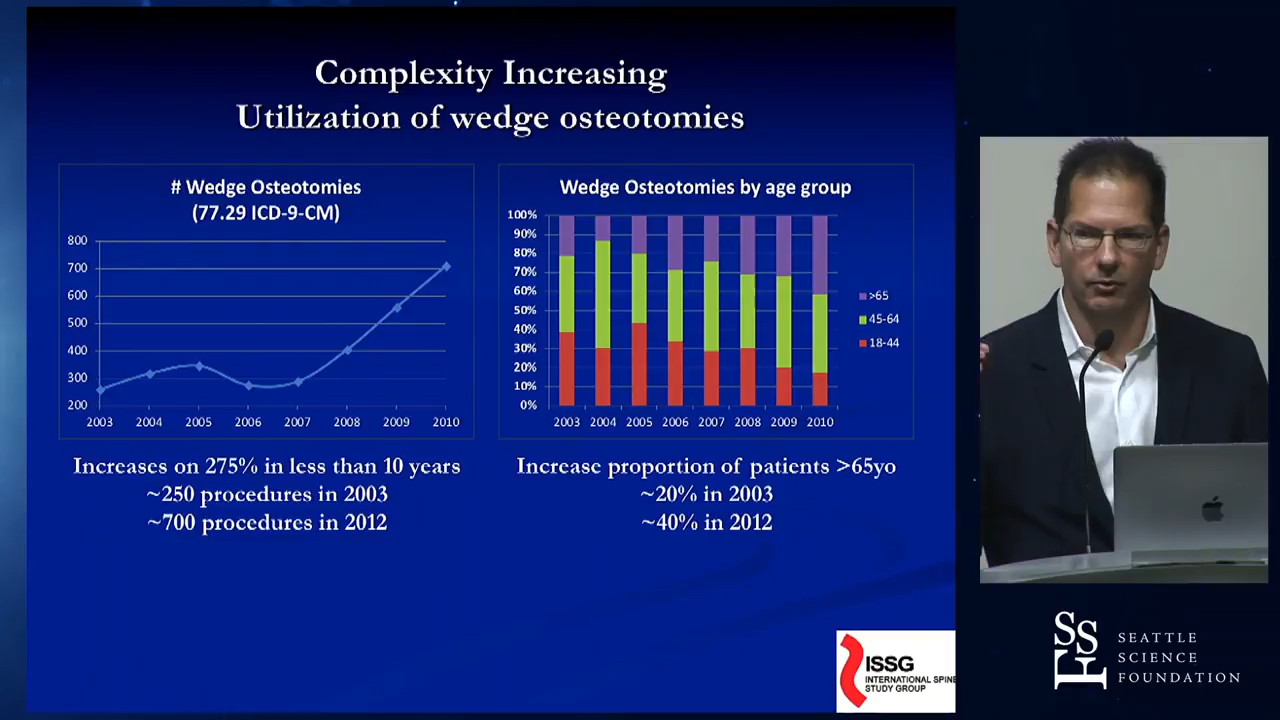 Complexity Increasing
Utilization of wedge osteotomies
# Wedge Osteotomies
(77.29 ICD-9-CM)
800
700
600
500
400
300
200
2003 2004 2005 2006 2007 2008 2009 2010
Wedge Osteotomies by age group
100%
90%
80%
70%
60%
50%
40%
30%
20%
10%
0%
2003 2004 2005 2006 2007 2008 2009 2010
>65
45-64
18-44
Increases on 275% in less than 10 years
~250 procedures in 2003
~700 procedures in 2012
Increase proportion of patients >65yo
~20% in 2003
~40% in 2012
ISSG
INTERNATIONAL SPINE
STUDY GROUP
SSF
SEATTLE
SCIENCE
FOUNDATION